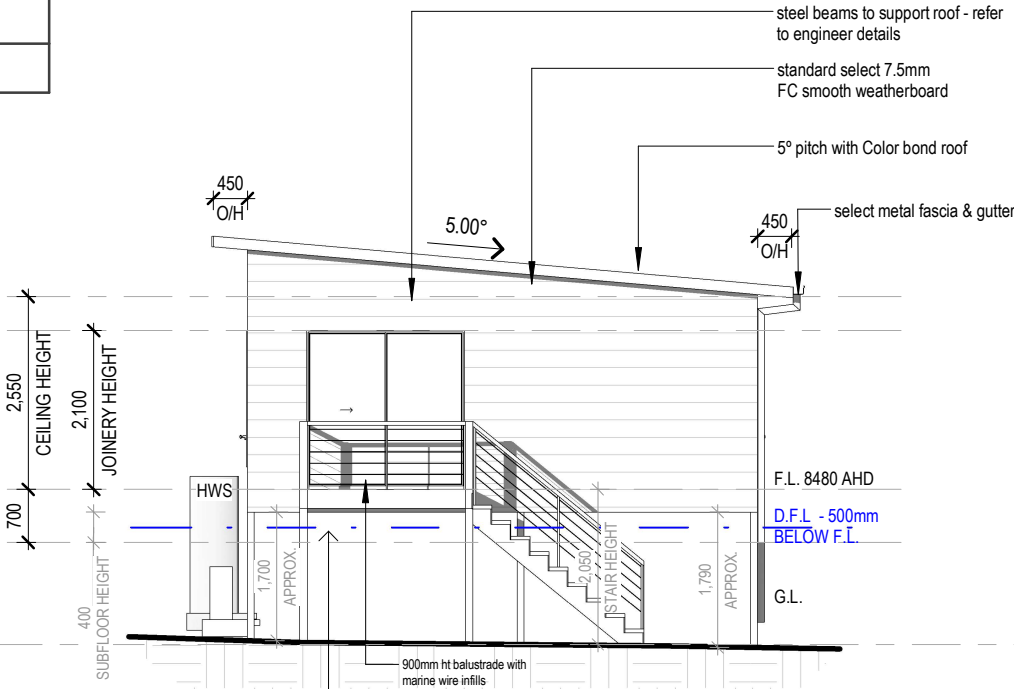 steel beams to support roof - refer
to engineer details
standard select 7.5mm
FC smooth weatherboard
5º pitch with Color bond roof
450
O/H
5.00°
450
O/H
select metal fascia & gutter
2,550
CEILING HEIGHT
2,100
JOINERY HEIGHT
HWS
F.L. 8480 AHD
700
D.F.L - 500mm
BELOW F.L.
400
SUBFLOOR HEIGHT
1,700
APPROX.
2,050
STAIR HEIGHT
1,790
APPROX.
G.L.
900mm ht balustrade with
marine wire infills